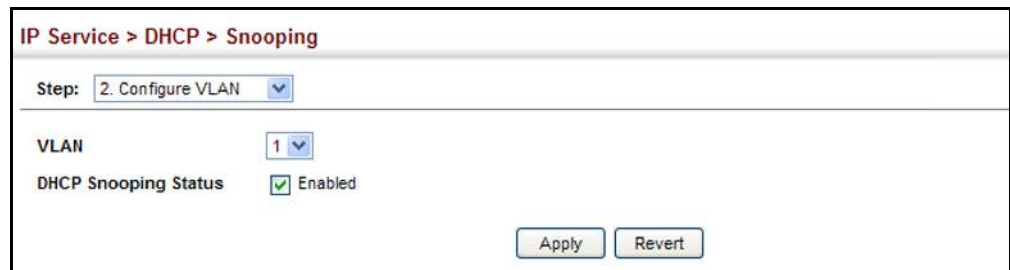 IP Service > DHCP > Snooping
Step: 2. Configure VLAN
VLAN 1
DHCP Snooping Status Enabled
Apply Revert